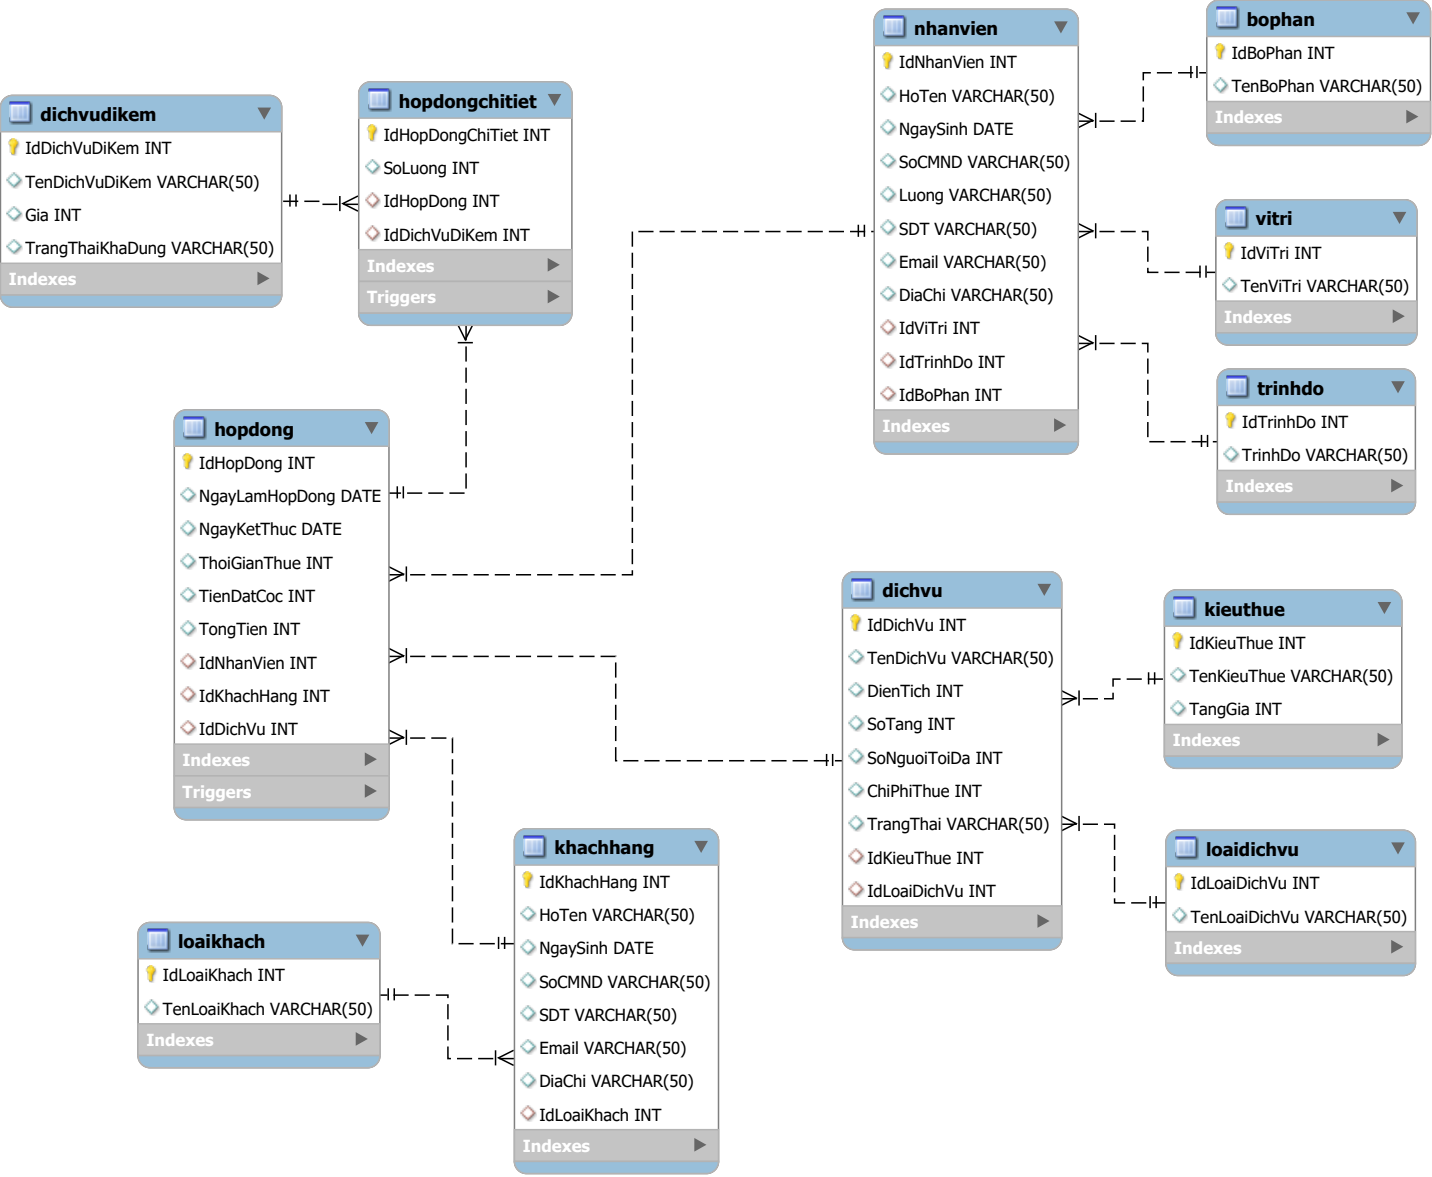 dichvudikem
IdDichVuDiKem INT
TenDichVuDiKem VARCHAR(50)
Gia INT
TrangThaiKhaDung VARCHAR(50)
Indexes
hopdongchitiet
IdHopDongChiTiet INT
SoLuong INT
IdHopDong INT
IdDichVuDiKem INT
Indexes
Triggers
nhanvien
IdNhanVien INT
HoTen VARCHAR(50)
NgaySinh DATE
SoCMND VARCHAR(50)
Luong VARCHAR(50)
SDT VARCHAR(50)
Email VARCHAR(50)
DiaChi VARCHAR(50)
IdViTri INT
IdTrinhDo INT
IdBoPhan INT
Indexes
bophan
IdBoPhan INT
TenBoPhan VARCHAR(50)
Indexes
vitri
IdViTri INT
TenViTri VARCHAR(50)
Indexes
trinhdo
IdTrinhDo INT
TrinhDo VARCHAR(50)
Indexes
hopdong
IdHopDong INT
NgayLamHopDong DATE
NgayKetThuc DATE
ThoiGianThue INT
TienDatCoc INT
TongTien INT
IdNhanVien INT
IdKhachHang INT
IdDichVu INT
Indexes
Triggers
dichvu
IdDichVu INT
TenDichVu VARCHAR(50)
DienTich INT
SoTang INT
SoNguoiToiDa INT
ChiPhiThue INT
TrangThai VARCHAR(50)
IdKieuThue INT
IdLoaiDichVu INT
Indexes
kieuthue
IdKieuThue INT
TenKieuThue VARCHAR(50)
TangGia INT
Indexes
loaidichvu
IdLoaiDichVu INT
TenLoaiDichVu VARCHAR(50)
Indexes
khachhang
IdKhachHang INT
HoTen VARCHAR(50)
NgaySinh DATE
SoCMND VARCHAR(50)
SDT VARCHAR(50)
Email VARCHAR(50)
DiaChi VARCHAR(50)
IdLoaiKhach INT
Indexes
loaikhach
IdLoaiKhach INT
TenLoaiKhach VARCHAR(50)
Indexes